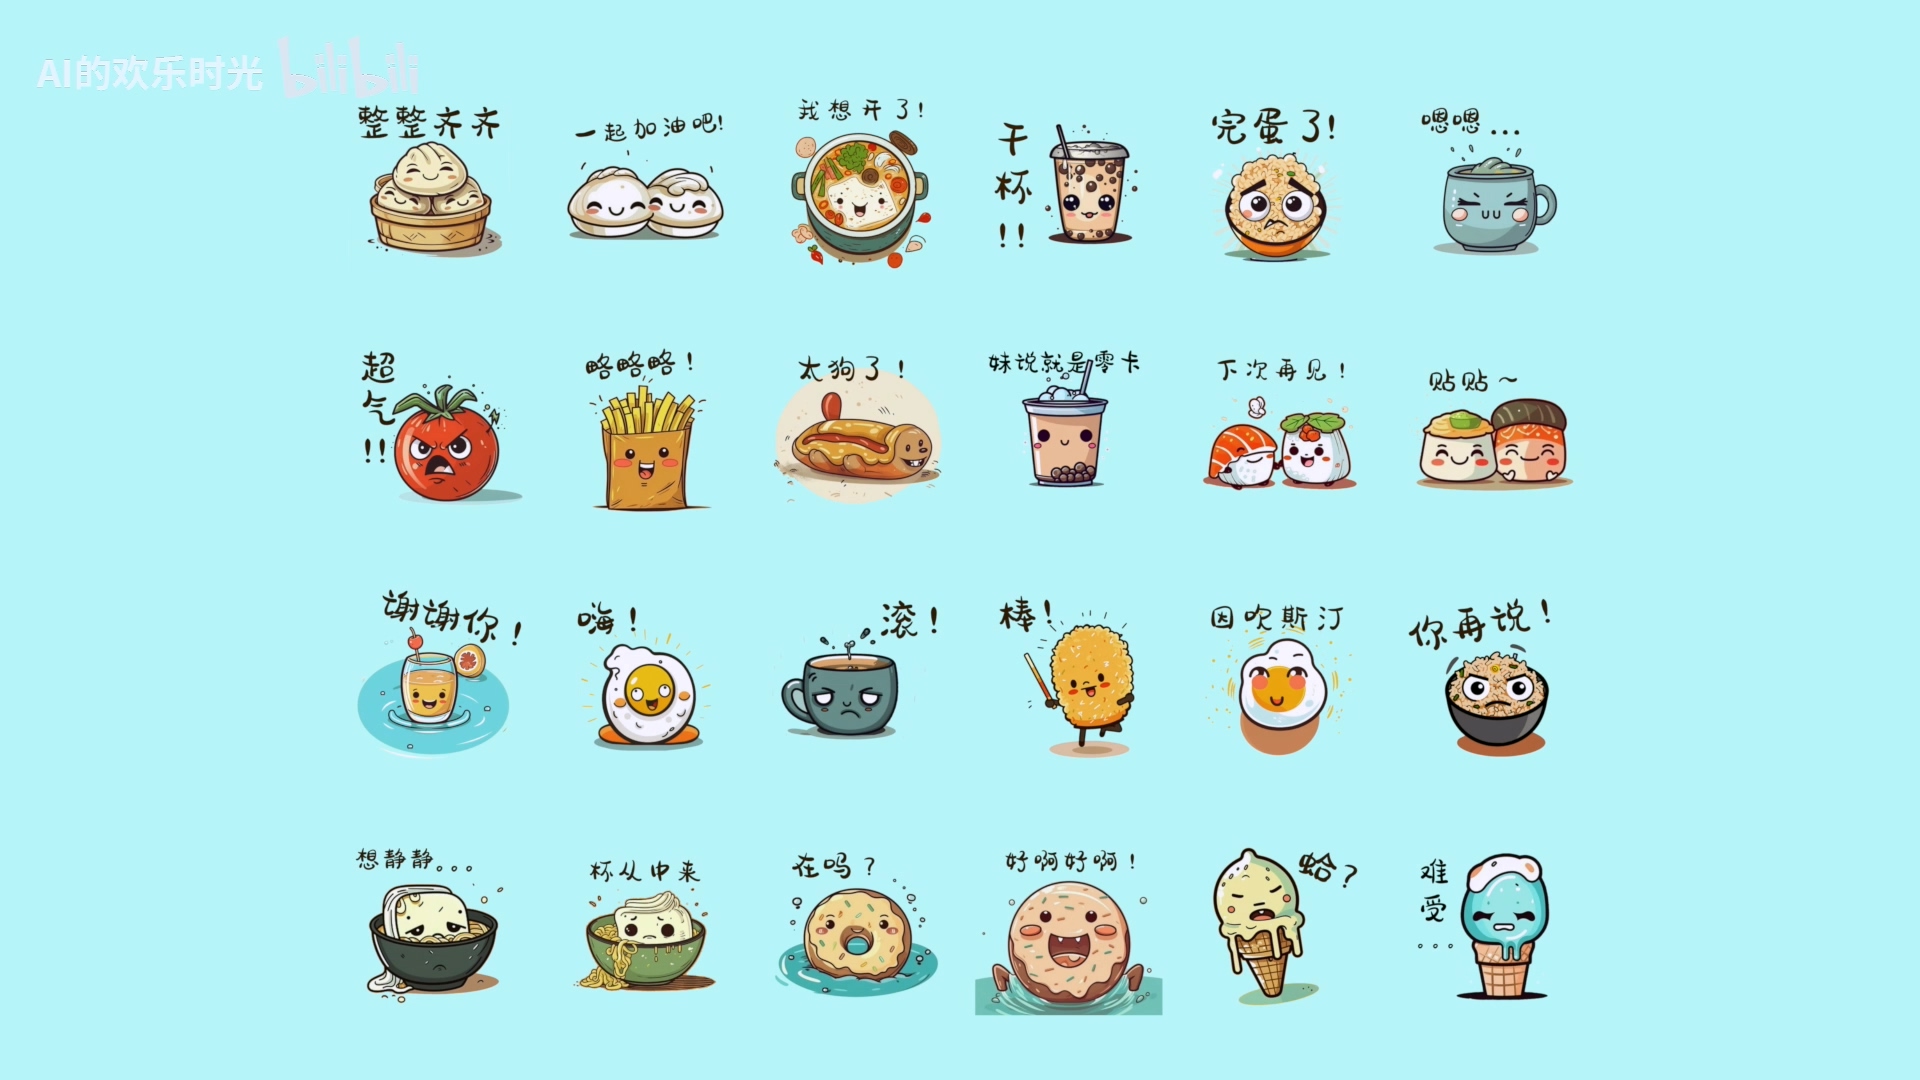 AI的欢乐时光 bilibili
整整齐齐
一起加油吧!
我想开了!
干杯!!
完蛋了!
嗯嗯...
超气!!
略略略!
太狗了!
妹说就是零卡
下次再见!
贴贴~
谢谢你!
嗨!
滚!
棒!
因吹斯汀
你再说!
想静静。。。
杯从中来
在吗?
好啊好啊!
蛤?
难受...